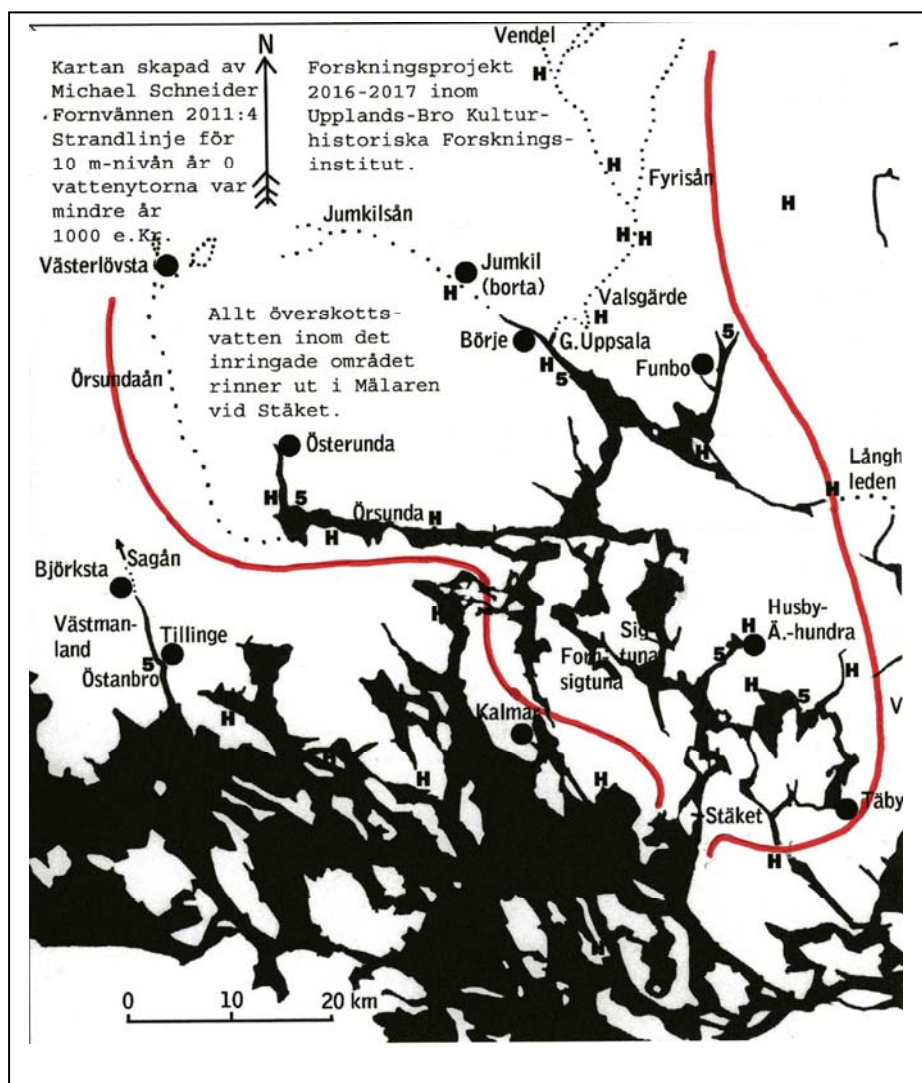 N
Kartan skapad av
Michael Schneider
Fornvännen 2011:4
Strandlinje för
10 m-nivån år 0
vattenytorna var
mindre år
1000 e.Kr.
Forskningsprojekt
2016-2017 inom
Upplands-Bro Kultur-
historiska Forsknings-
institut.
Vendel
H
H
Fyrisån
H
Jumkilsån
H H
Västerlövsta
Jumkil
(borta)
H
Valsgärde
H
Allt överskotts-
vatten inom det
inringade området
rinner ut i Mälaren
vid Stäket.
Börje
G.Uppsala
H
5
5
Funbo
Örsundaån
Österunda
H
Långh
leden
H
H
5
Örsunda
H
H
Björksta
Sagån
Västman-
land
Tillinge
5
Östanbro
H
H
Husby-
Ä.-hundra
H
5
Sig-
tuna
Forn-
sigtuna
H
H
5
V
Kalmar
H
H
H
Stäket
Täby
H
H
0 10 20 km